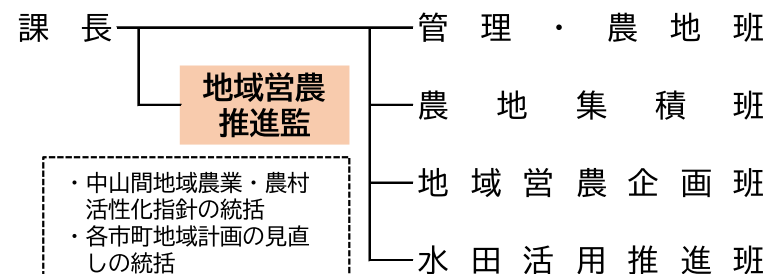 課長
地域営農
推進監
・中山間地域農業・農村
活性化指針の統括
・各市町地域計画の見直
しの統括
管理・農地班
農地集積班
地域営農企画班
水田活用推進班